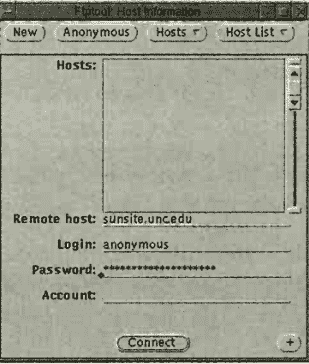 Ftptool: Host Information
New Anonymous Hosts Host List
Hosts:
Remote host: sunsite.unc.edu
Login: anonymous
Password: *********************
Account:
Connect
+